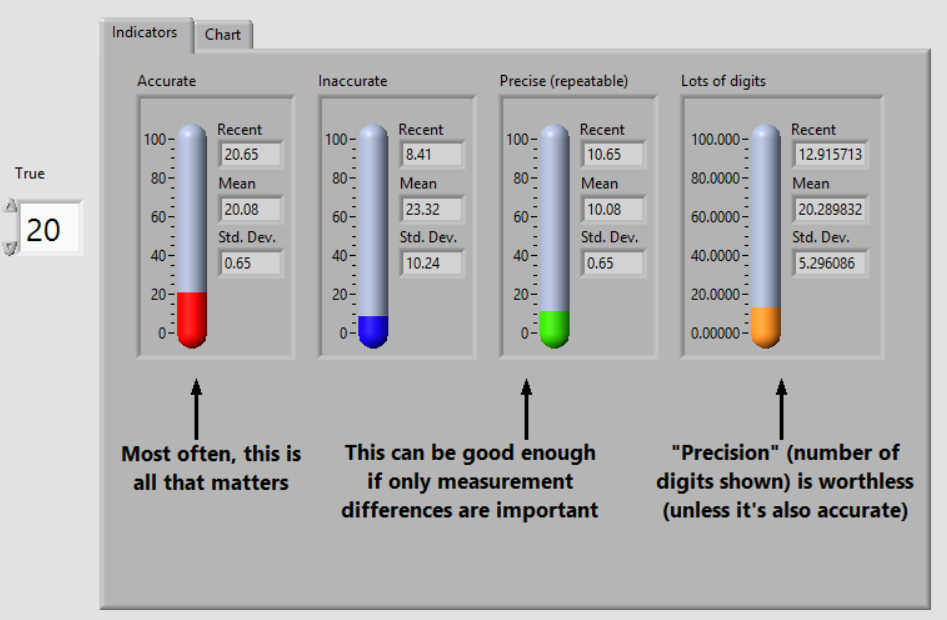 Indicators
Chart
True
20
Accurate
100
80
60
40
20
0
Recent
20.65
Mean
20.08
Std. Dev.
0.65
Inaccurate
100
80
60
40
20
0
Recent
8.41
Mean
23.32
Std. Dev.
10.24
Precise (repeatable)
100
80
60
40
20
0
Recent
10.65
Mean
10.08
Std. Dev.
0.65
Lots of digits
100.000
80.0000
60.0000
40.0000
20.0000
0.00000
Recent
12.915713
Mean
20.289832
Std. Dev.
5.296086
Most often, this is
all that matters
This can be good enough
if only measurement
differences are important
"Precision" (number of
digits shown) is worthless
(unless it's also accurate)